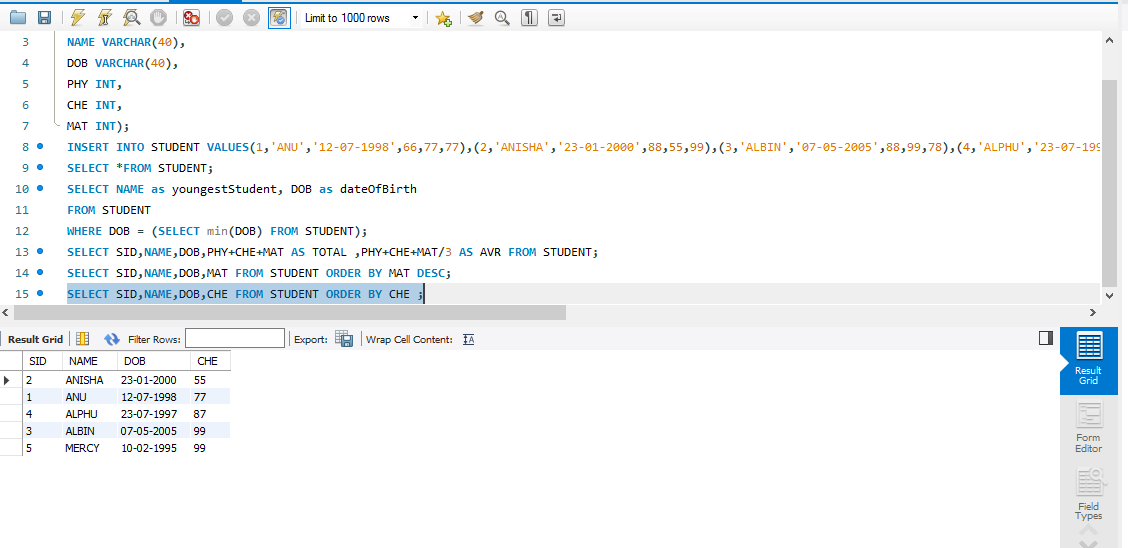 Limit to 1000 rows
3 NAME VARCHAR(40),
4 DOB VARCHAR(40),
5 PHY INT,
6 CHE INT,
7 MAT INT);
8 INSERT INTO STUDENT VALUES(1,'ANU','12-07-1998',66,77,77),(2,'ANISHA','23-01-2000',88,55,99),(3,'ALBIN','07-05-2005',88,99,78),(4,'ALPHU','23-07-199
9 SELECT *FROM STUDENT;
10 SELECT NAME as youngestStudent, DOB as dateOfBirth
11 FROM STUDENT
12 WHERE DOB = (SELECT min(DOB) FROM STUDENT);
13 SELECT SID,NAME,DOB,PHY+CHE+MAT AS TOTAL ,PHY+CHE+MAT/3 AS AVR FROM STUDENT;
14 SELECT SID,NAME,DOB,MAT FROM STUDENT ORDER BY MAT DESC;
15 SELECT SID,NAME,DOB,CHE FROM STUDENT ORDER BY CHE ;
Result Grid Filter Rows: Export: Wrap Cell Content:
SID NAME DOB CHE
2 ANISHA 23-01-2000 55
1 ANU 12-07-1998 77
4 ALPHU 23-07-1997 87
3 ALBIN 07-05-2005 99
5 MERCY 10-02-1995 99
Result
Grid
Form
Editor
Field
Types